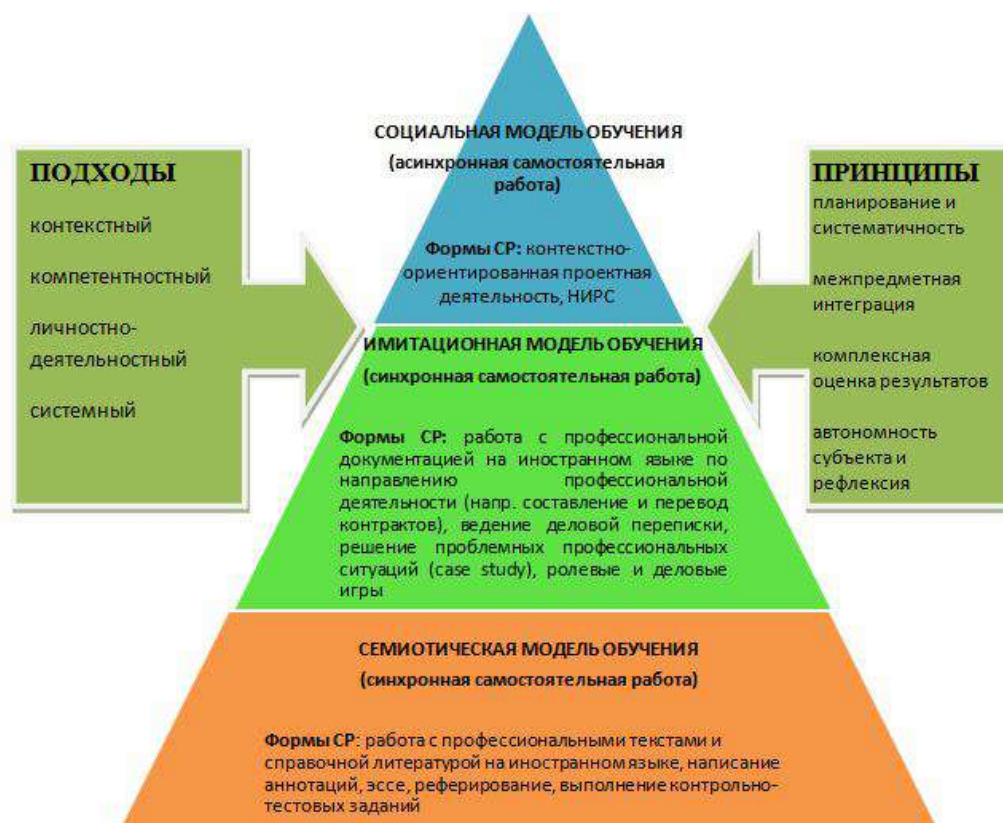 СОЦИАЛЬНАЯ МОДЕЛЬ ОБУЧЕНИЯ
(асинхронная самостоятельная
работа)
Формы СР: контекстно-
ориентированная проектная
деятельность, НИРС
ПОДХОДЫ
контекстный
компетентностный
личностно-
деятельностный
системный
ПРИНЦИПЫ
планирование и
систематичность
межпредметная
интеграция
комплексная
оценка результатов
автономность
субъекта и
рефлексия
ИМИТАЦИОННАЯ МОДЕЛЬ ОБУЧЕНИЯ
(синхронная самостоятельная работа)
Формы СР: работа с профессиональной
документацией на иностранном языке по
направлению профессиональной
деятельности (напр. составление и перевод
контрактов), ведение деловой переписки,
решение проблемных профессиональных
ситуаций (case study), ролевые и деловые
игры
СЕМИОТИЧЕСКАЯ МОДЕЛЬ ОБУЧЕНИЯ
(синхронная самостоятельная работа)
Формы СР: работа с профессиональными текстами и
справочной литературой на иностранном языке, написание
аннотаций, эссе, реферирование, выполнение контрольно-
тестовых заданий